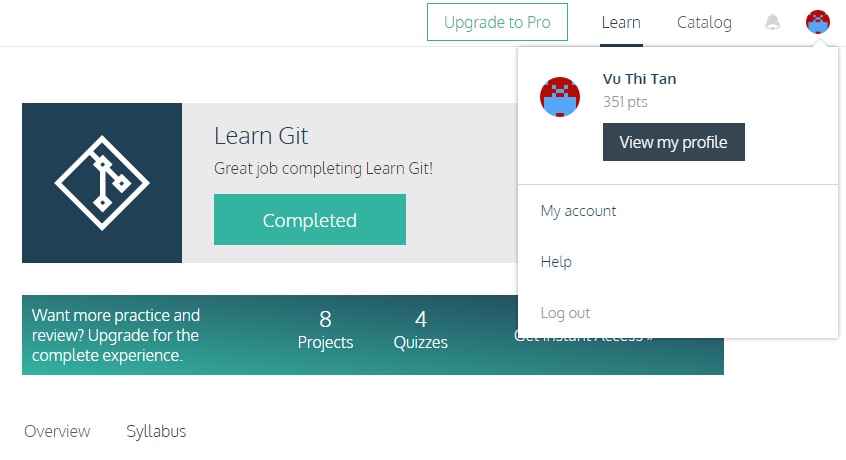 Upgrade to Pro
Learn
Catalog
Vu Thi Tan
351 pts
View my profile
My account
Help
Log out
Learn Git
Great job completing Learn Git!
Completed
Want more practice and
review? Upgrade for the
complete experience.
8
Projects
4
Quizzes
Get Instant Access »
Overview
Syllabus